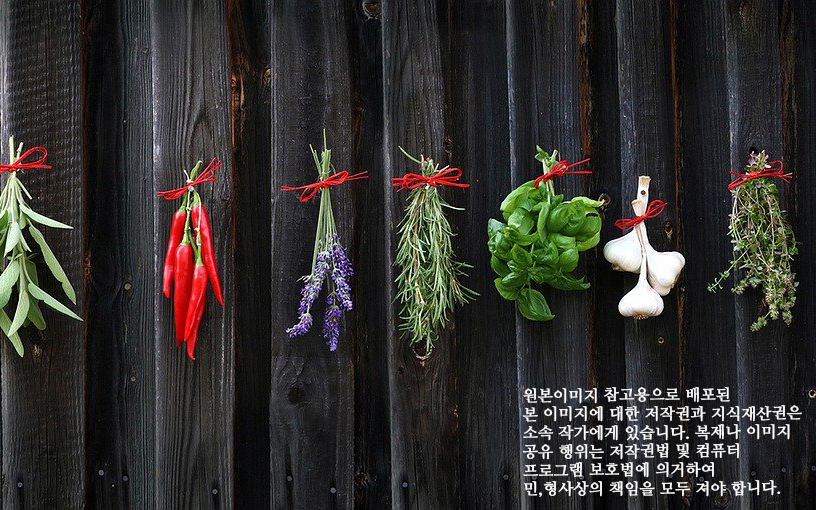 원본이미지 참고용으로 배포된
본 이미지에 대한 저작권과 지식재산권은
소속 작가에게 있습니다. 복제나 이미지
공유 행위는 저작권법 및 컴퓨터
프로그램 보호법에 의거하여
민,형사상의 책임을 모두 져야 합니다.